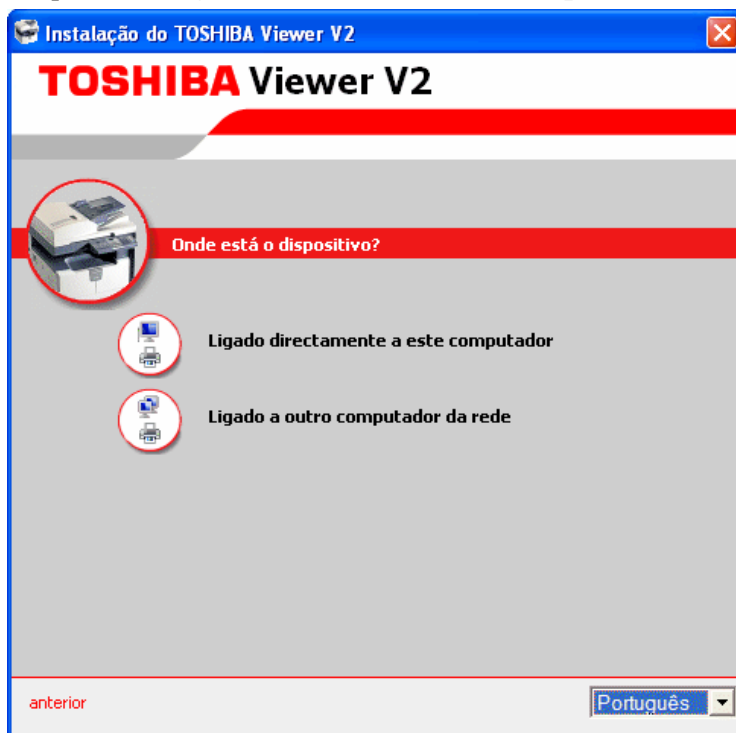 Instalação do TOSHIBA Viewer V2
TOSHIBA Viewer V2
Onde está o dispositivo?
Ligado directamente a este computador
Ligado a outro computador da rede
anterior
Português